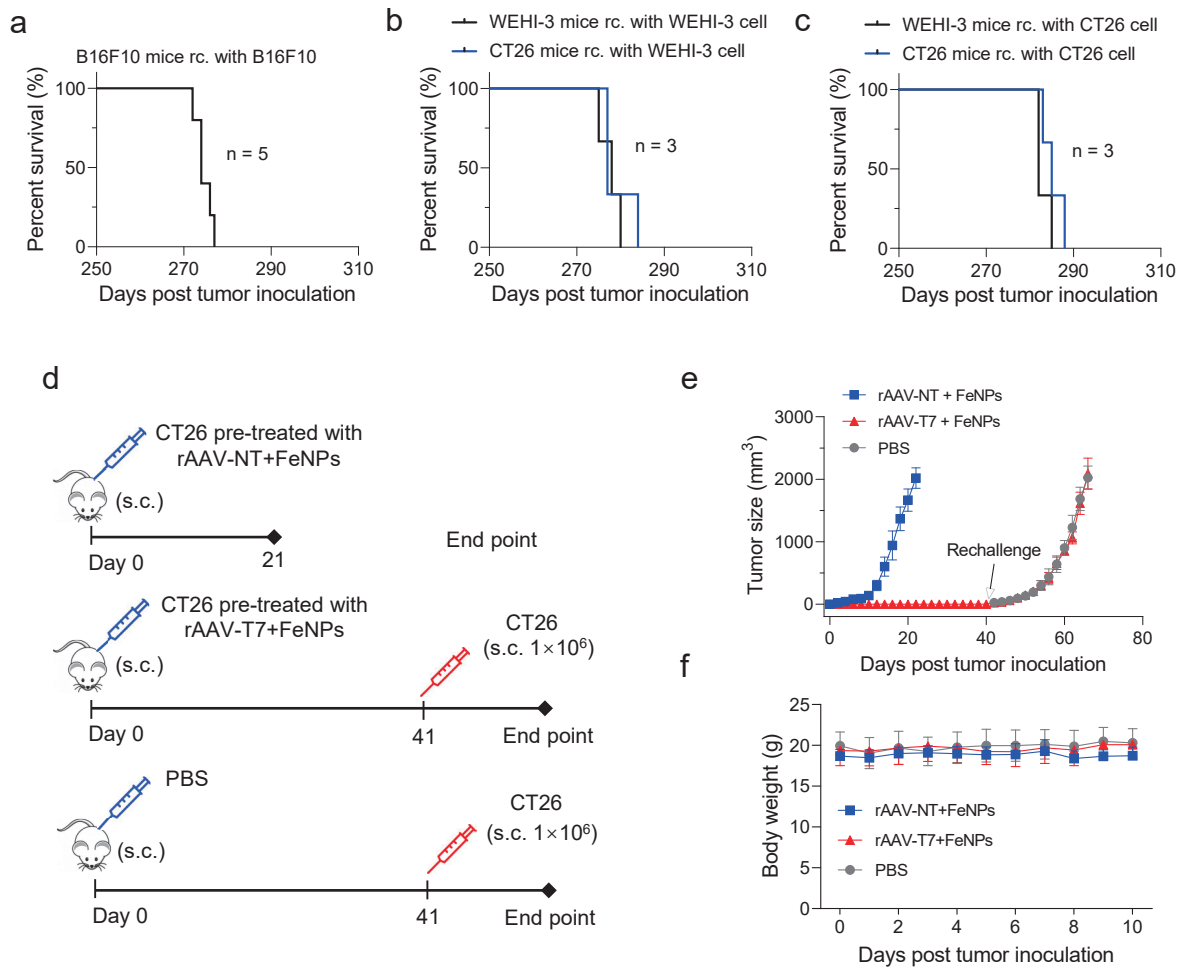 a
B16F10 mice rc. with B16F10
Percent survival (%)
100
50
0
n = 5
250 270 290 310
Days post tumor inoculation
b
WEHI-3 mice rc. with WEHI-3 cell
CT26 mice rc. with WEHI-3 cell
Percent survival (%)
100
50
0
n = 3
250 270 290 310
Days post tumor inoculation
c
WEHI-3 mice rc. with CT26 cell
CT26 mice rc. with CT26 cell
Percent survival (%)
100
50
0
n = 3
250 270 290 310
Days post tumor inoculation
d
CT26 pre-treated with
rAAV-NT+FeNPs
(s.c.)
Day 0
21
End point
CT26 pre-treated with
rAAV-T7+FeNPs
(s.c.)
CT26
(s.c. 1×10⁶)
Day 0
41
End point
PBS
(s.c.)
CT26
(s.c. 1×10⁶)
Day 0
41
End point
e
rAAV-NT + FeNPs
rAAV-T7 + FeNPs
PBS
Tumor size (mm³)
3000
2000
1000
0
Rechallenge
0 20 40 60 80
Days post tumor inoculation
f
Body weight (g)
25
20
15
10
5
0
rAAV-NT+FeNPs
rAAV-T7+FeNPs
PBS
0 2 4 6 8 10
Days post tumor inoculation